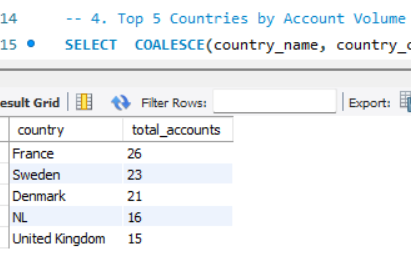 14 -- 4. Top 5 Countries by Account Volume
15 SELECT COALESCE(country_name, country_c
esult Grid Filter Rows: Export:
country total_accounts
France 26
Sweden 23
Denmark 21
NL 16
United Kingdom 15